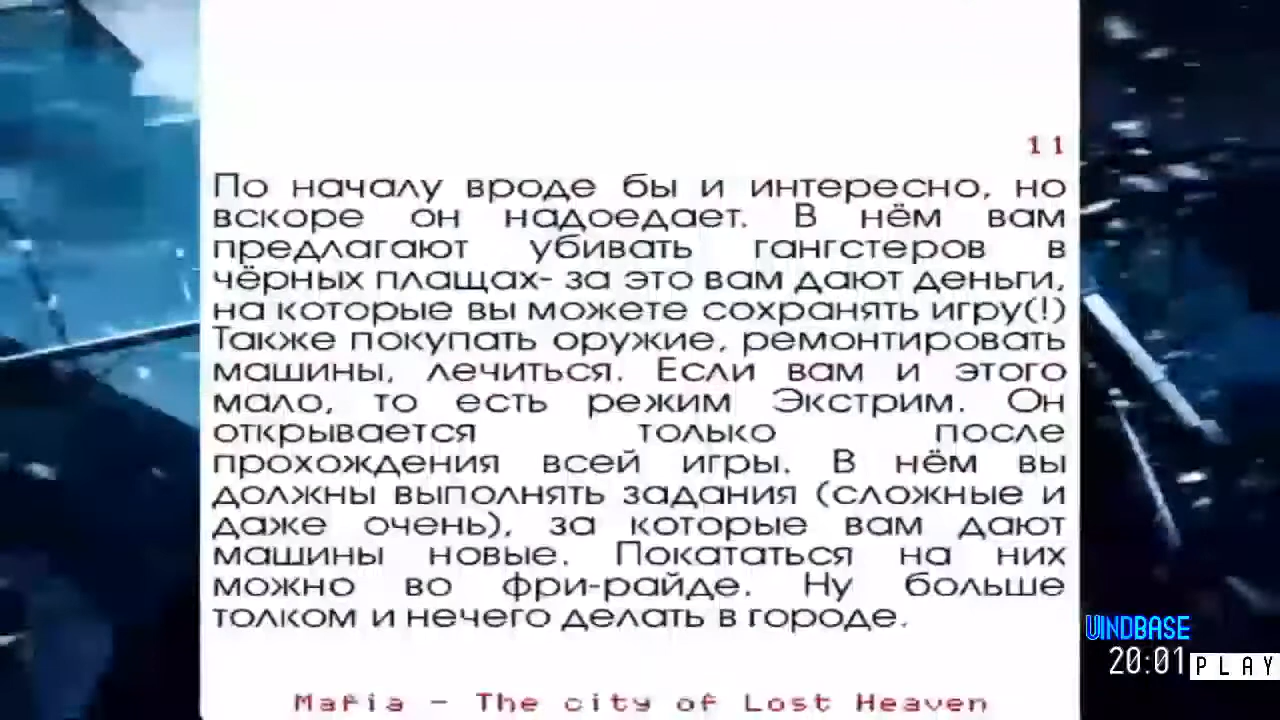 11
По началу вроде бы и интересно, но
вскоре он надоедает. В нём вам
предлагают убивать гангстеров в
чёрных плащах- за это вам дают деньги,
на которые вы можете сохранять игру(!)
Также покупать оружие, ремонтировать
машины, лечиться. Если вам и этого
мало, то есть режим Экстрим. Он
открывается только после
прохождения всей игры. В нём вы
должны выполнять задания (сложные и
даже очень), за которые вам дают
машины новые. Покататься на них
можно во фри-райде. Ну больше
толком и нечего делать в городе.
UINDBASE
20:01 PLAY
Mafia - The city of Lost Heaven